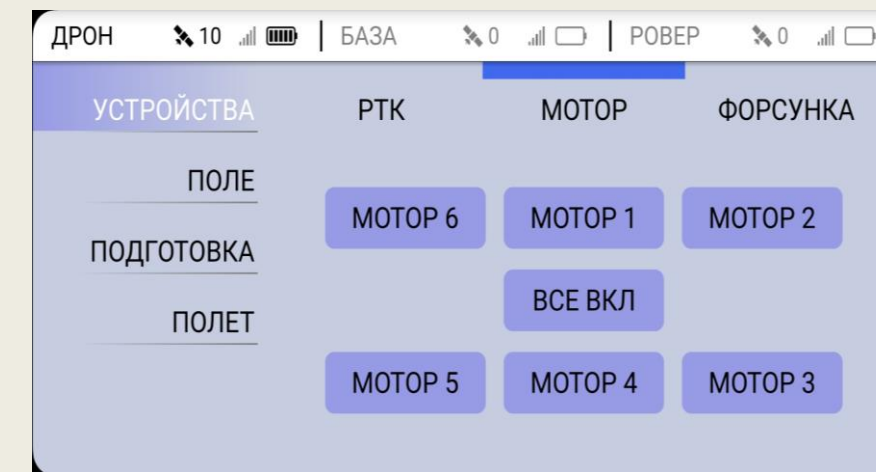 ДРОН 10 БАЗА 0 РОВЕР 0
УСТРОЙСТВА РТК МОТОР ФОРСУНКА
ПОЛЕ
МОТОР 6 МОТОР 1 МОТОР 2
ПОДГОТОВКА
ВСЕ ВКЛ
ПОЛЕТ
МОТОР 5 МОТОР 4 МОТОР 3